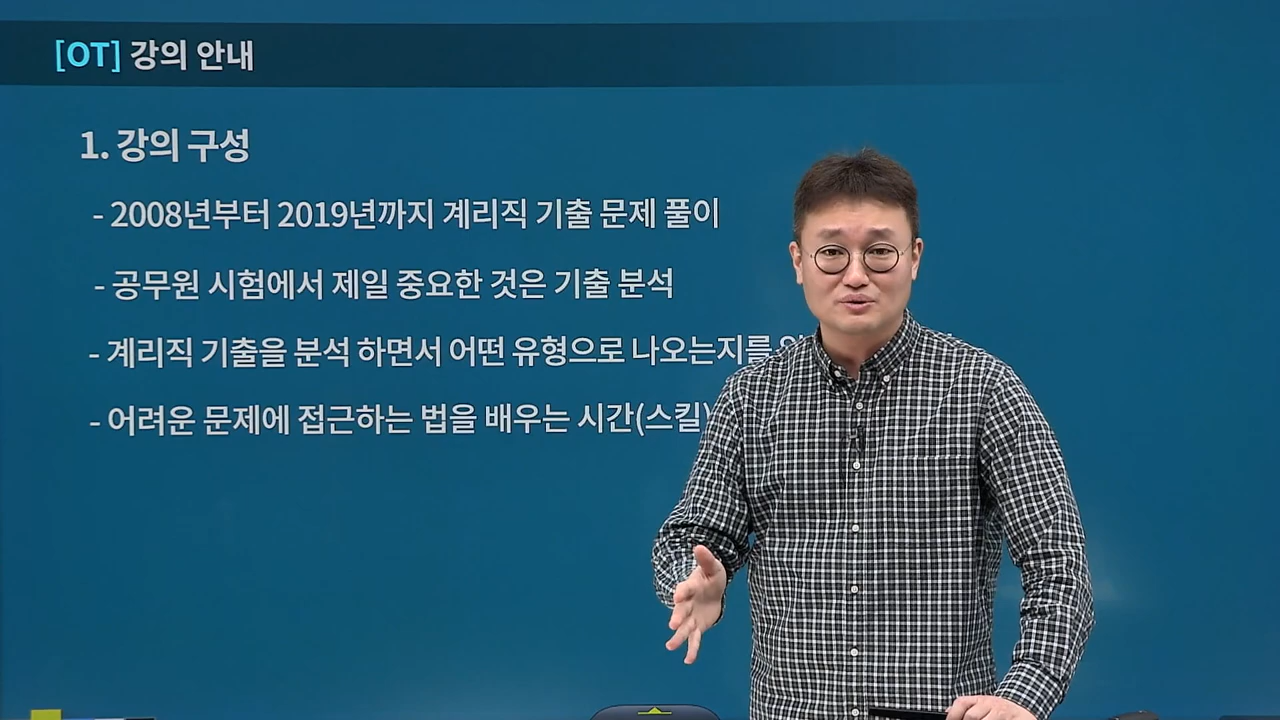 [OT] 강의 안내
1. 강의 구성
- 2008년부터 2019년까지 계리직 기출 문제 풀이
- 공무원 시험에서 제일 중요한 것은 기출 분석
- 계리직 기출을 분석 하면서 어떤 유형으로 나오는지를
- 어려운 문제에 접근하는 법을 배우는 시간(스킬)